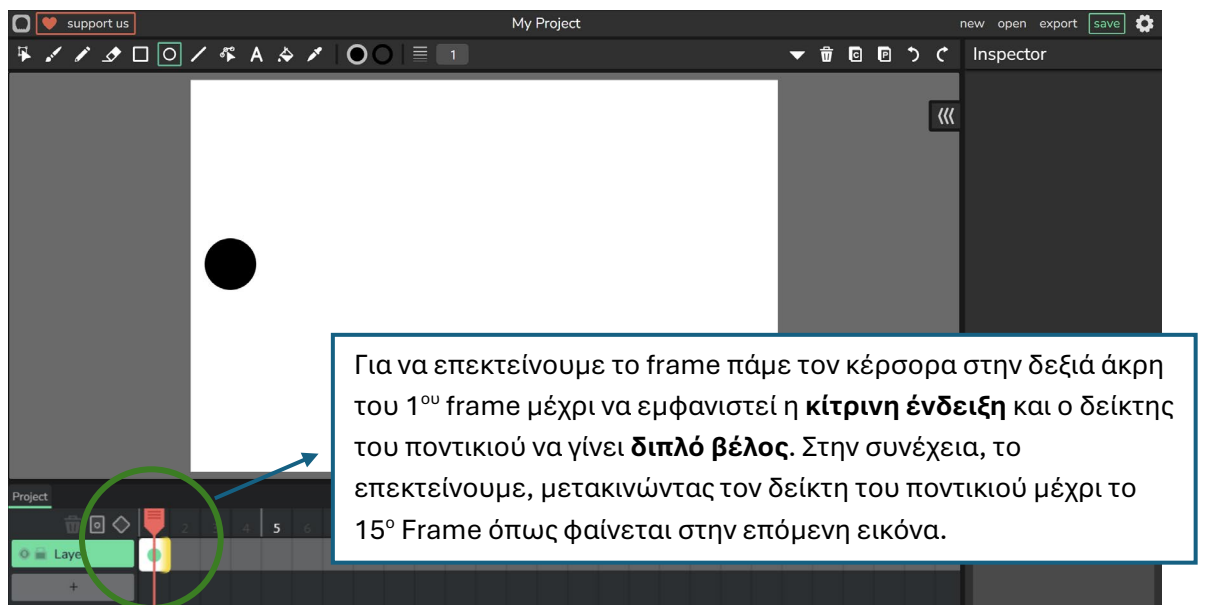 support us
My Project
new open export save
A
1
Inspector
Για να επεκτείνουμε το frame πάμε τον κέρσορα στην δεξιά άκρη
του 1ου frame μέχρι να εμφανιστεί η κίτρινη ένδειξη και ο δείκτης
του ποντικιού να γίνει διπλό βέλος. Στην συνέχεια, το
επεκτείνουμε, μετακινώντας τον δείκτη του ποντικιού μέχρι το
15ο Frame όπως φαίνεται στην επόμενη εικόνα.
Project
2 3 4 5 6
Laye
+